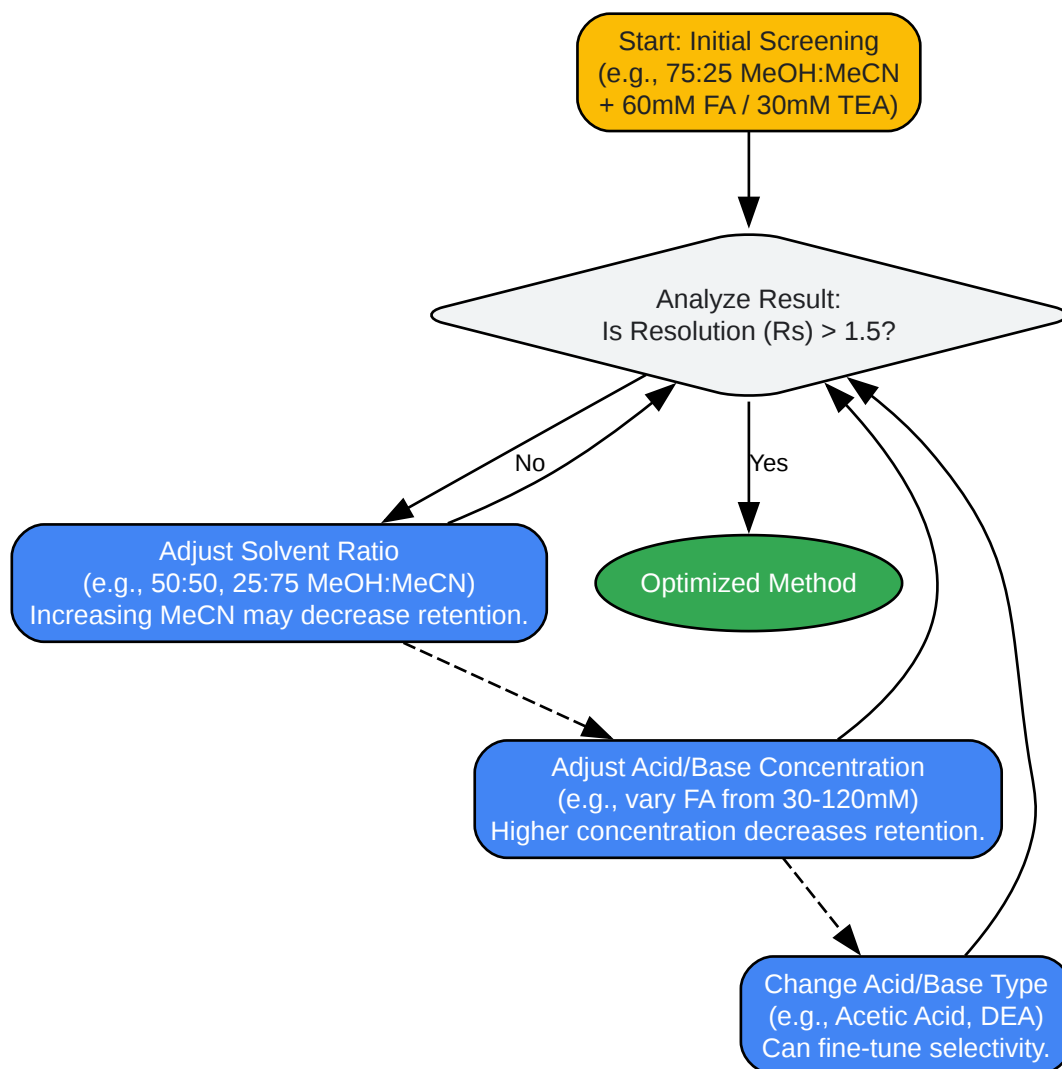 Start: Initial Screening
(e.g., 75:25 MeOH:MeCN
+ 60mM FA / 30mM TEA)
Analyze Result:
Is Resolution (Rs) > 1.5?
No
Yes
Adjust Solvent Ratio
(e.g., 50:50, 25:75 MeOH:MeCN)
Increasing MeCN may decrease retention.
Optimized Method
Adjust Acid/Base Concentration
(e.g., vary FA from 30-120mM)
Higher concentration decreases retention.
Change Acid/Base Type
(e.g., Acetic Acid, DEA)
Can fine-tune selectivity.